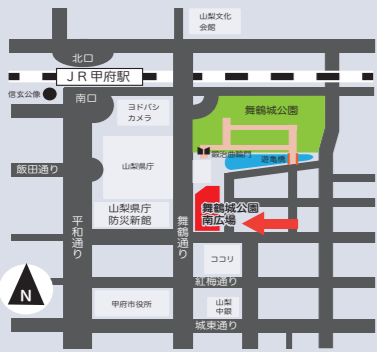 山梨文化
会館
北口
JR甲府駅
信玄公像
南口
ヨドバシ
カメラ
舞鶴城公園
鍛冶曲輪門
遊亀橋
山梨県庁
飯田通り
山梨県庁
防災新館
平和通り
舞鶴通り
舞鶴城公園
南広場
ココリ
紅梅通り
N
甲府市役所
山梨
中銀
城東通り